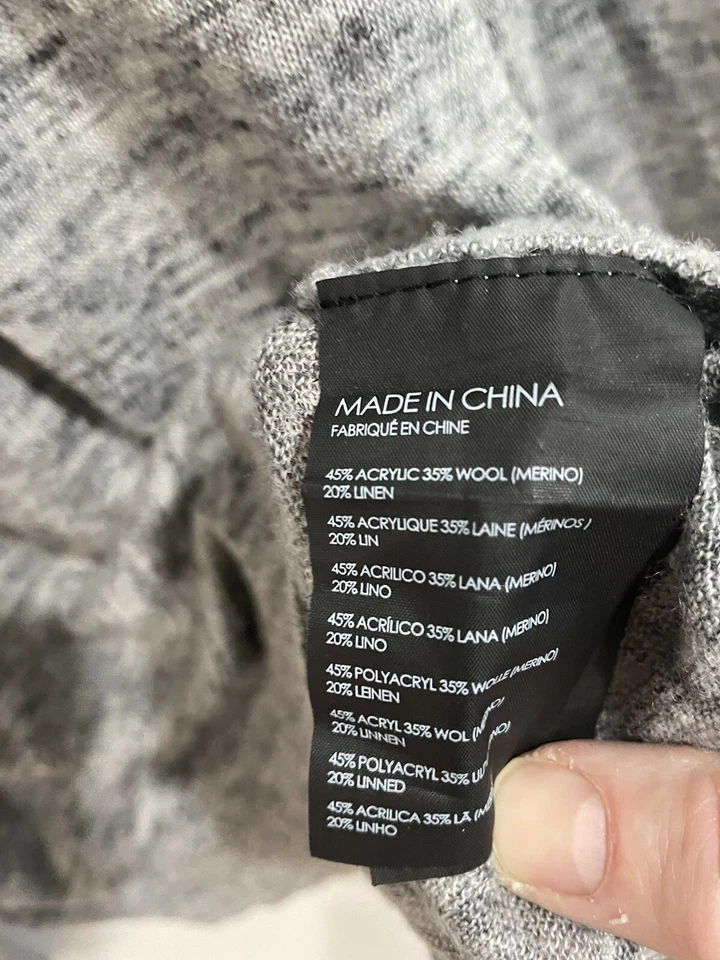 MADE IN CHINA
FABRIQUÉ EN CHINE
45% ACRYLIC 35% WOOL (MERINO)
20% LINEN
45% ACRYLIQUE 35% LAINE (MÉRINOS)
20% LIN
45% ACRILICO 35% LANA (MERINO)
20% LINO
45% ACRÍLICO 35% LANA (MERINO)
20% LINO
45% POLYACRYL 35% WOLLE (MERINO)
20% LEINEN
45% ACRYL 35% WOL
20% LINNEN
45% POLYACRYL 35%
20% LINNED
45% ACRILICA 35% LÃ
20% LINHO